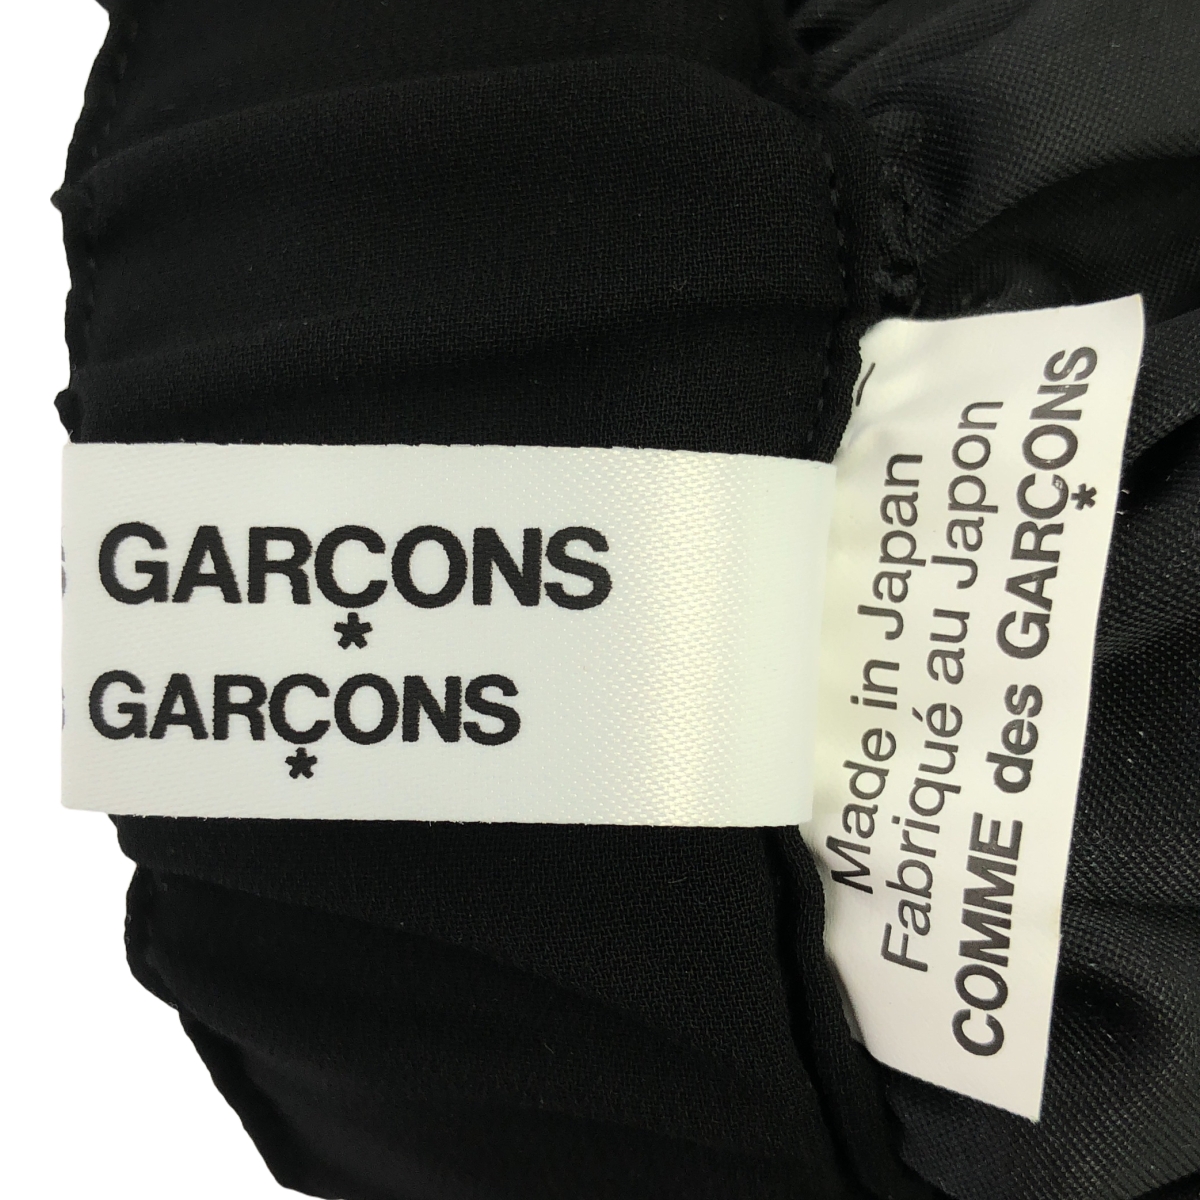 GARÇONS
*
GARÇONS
*
Made in Japan
Fabriqué au Japon
COMME des GARÇONS
*